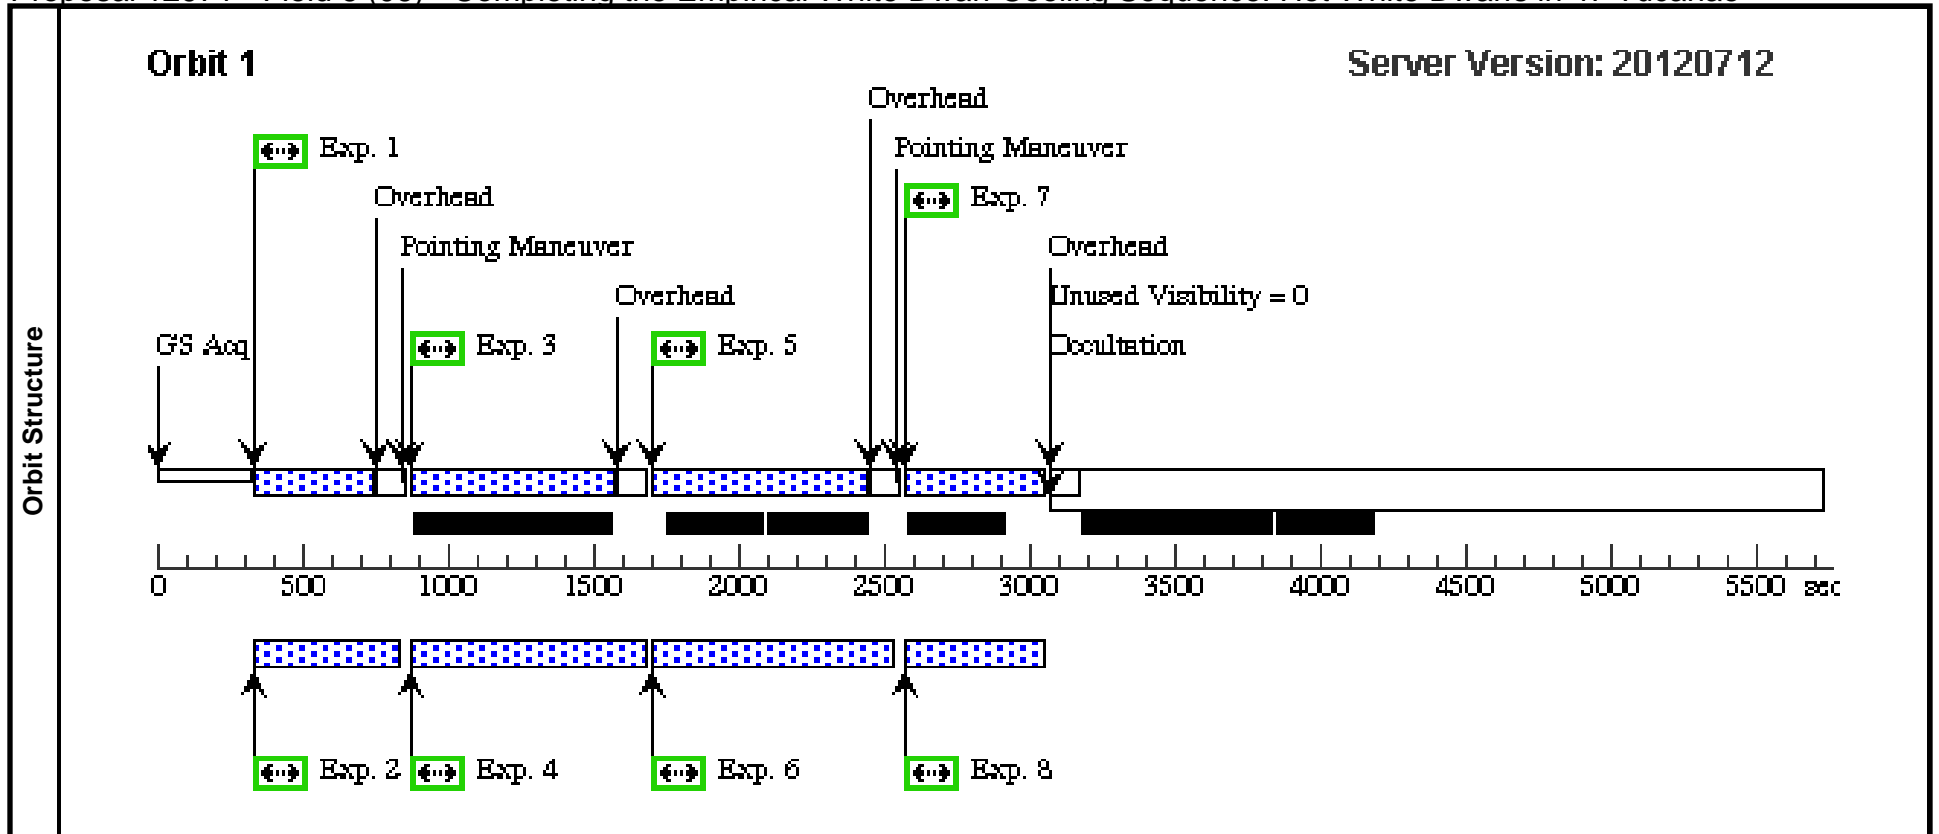 Orbit 1
Server Version: 20120712
Overhead
Exp. 1
Pointing Maneuver
Overhead
Exp. 7
Pointing Maneuver
Overhead
Overhead
Unused Visibility = 0
GS Acq
Exp. 3
Exp. 5
Occultation
Orbit Structure
0 500 1000 1500 2000 2500 3000 3500 4000 4500 5000 5500 sec
Exp. 2
Exp. 4
Exp. 6
Exp. 8